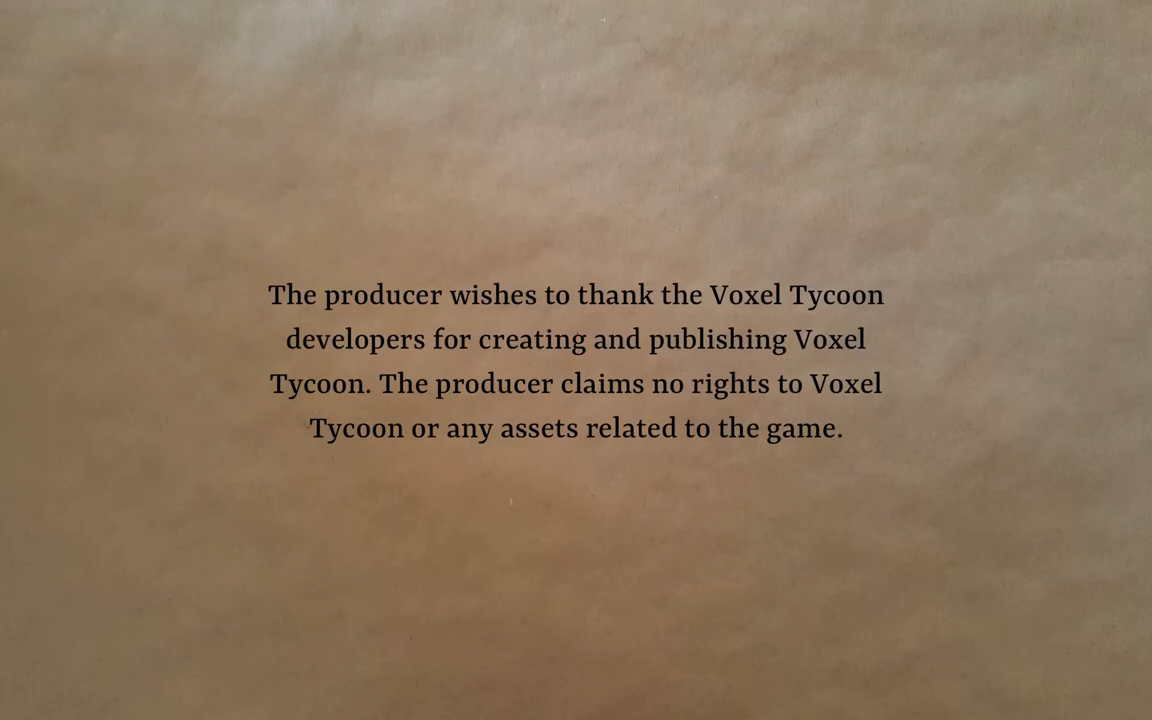 The producer wishes to thank the Voxel Tycoon
developers for creating and publishing Voxel
Tycoon. The producer claims no rights to Voxel
Tycoon or any assets related to the game.